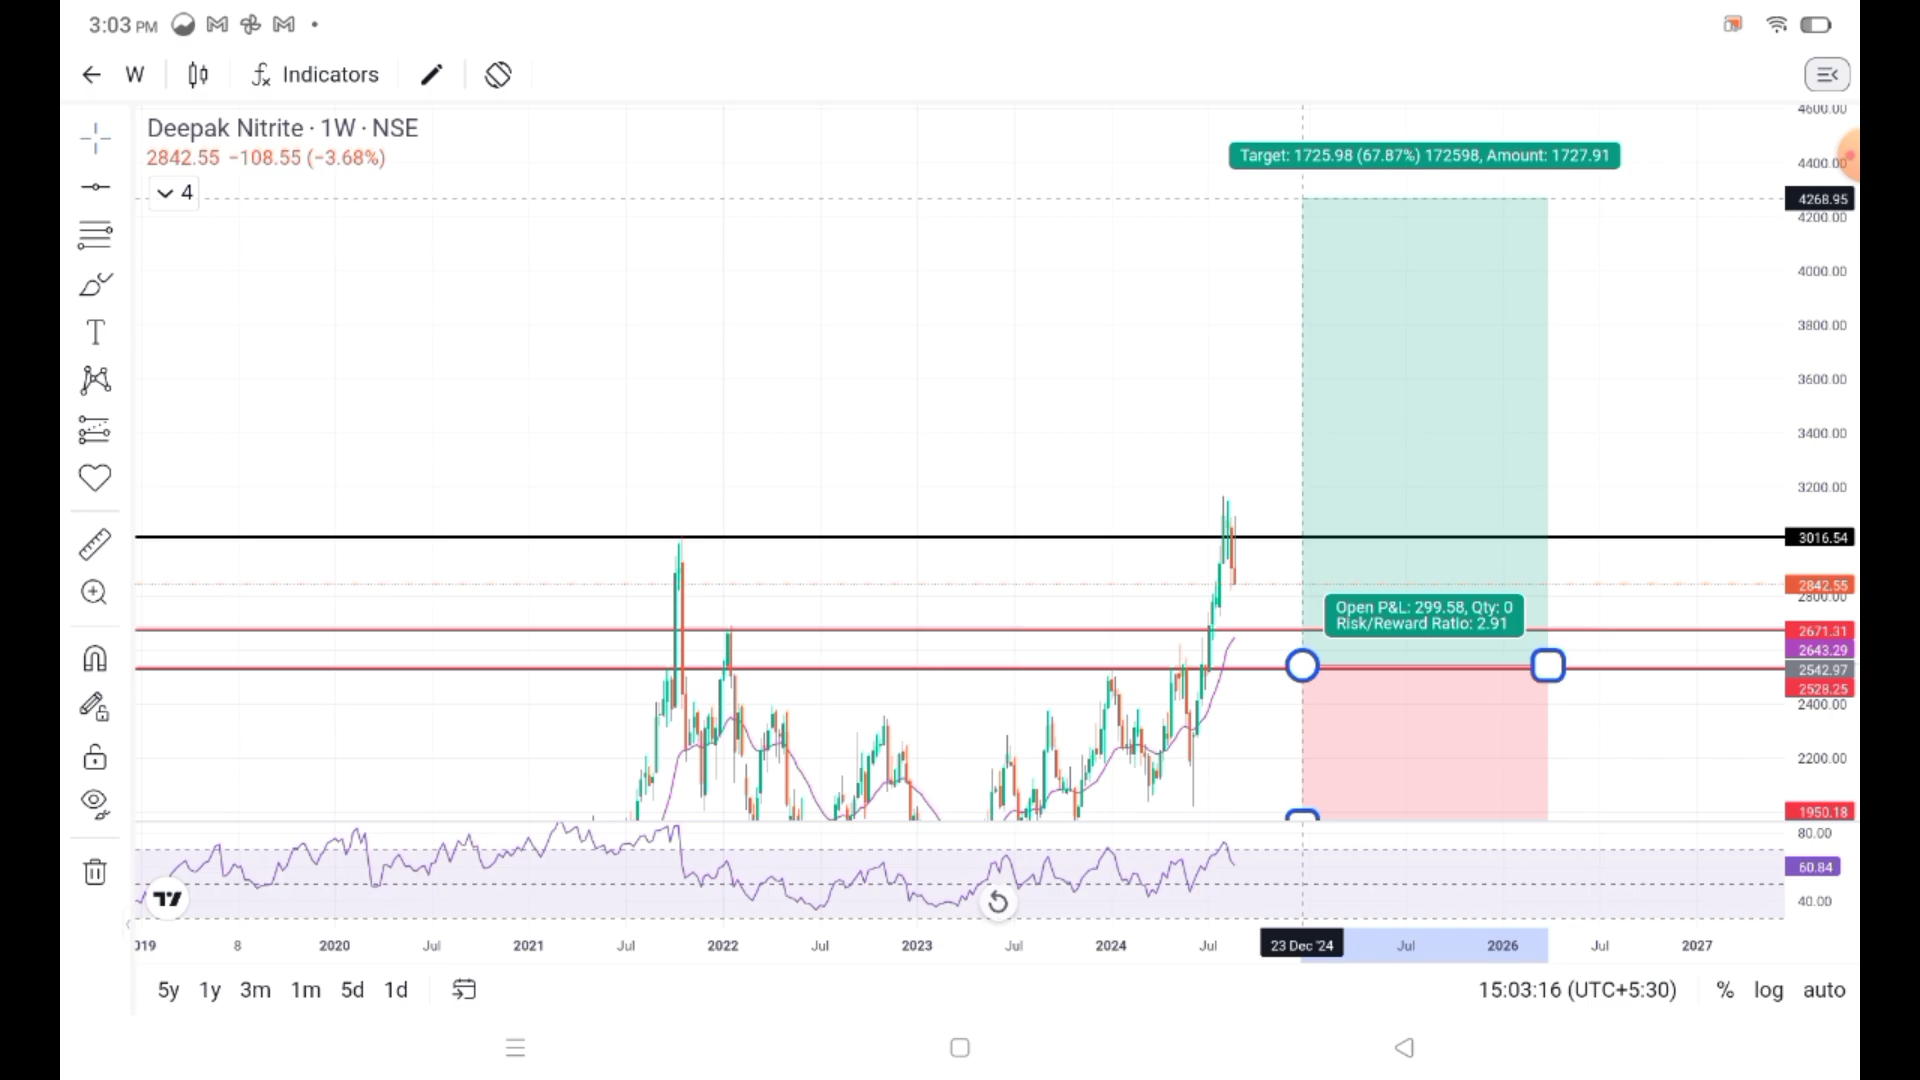 3:03 PM
W
Indicators
Deepak Nitrite · 1W · NSE
2842.55 −108.55 (−3.68%)
4
Target: 1725.98 (67.87%) 172598, Amount: 1727.91
4600.00
4400.00
4268.95
4200.00
4000.00
3800.00
3600.00
3400.00
3200.00
3016.54
2842.55
2800.00
Open P&L: 299.58, Qty: 0
Risk/Reward Ratio: 2.91
2671.31
2643.29
2542.97
2528.25
2400.00
2200.00
1950.18
80.00
60.84
40.00
019 8 2020 Jul 2021 Jul 2022 Jul 2023 Jul 2024 Jul 23 Dec '24 Jul 2026 Jul 2027
5y 1y 3m 1m 5d 1d 15:03:16 (UTC+5:30) % log auto